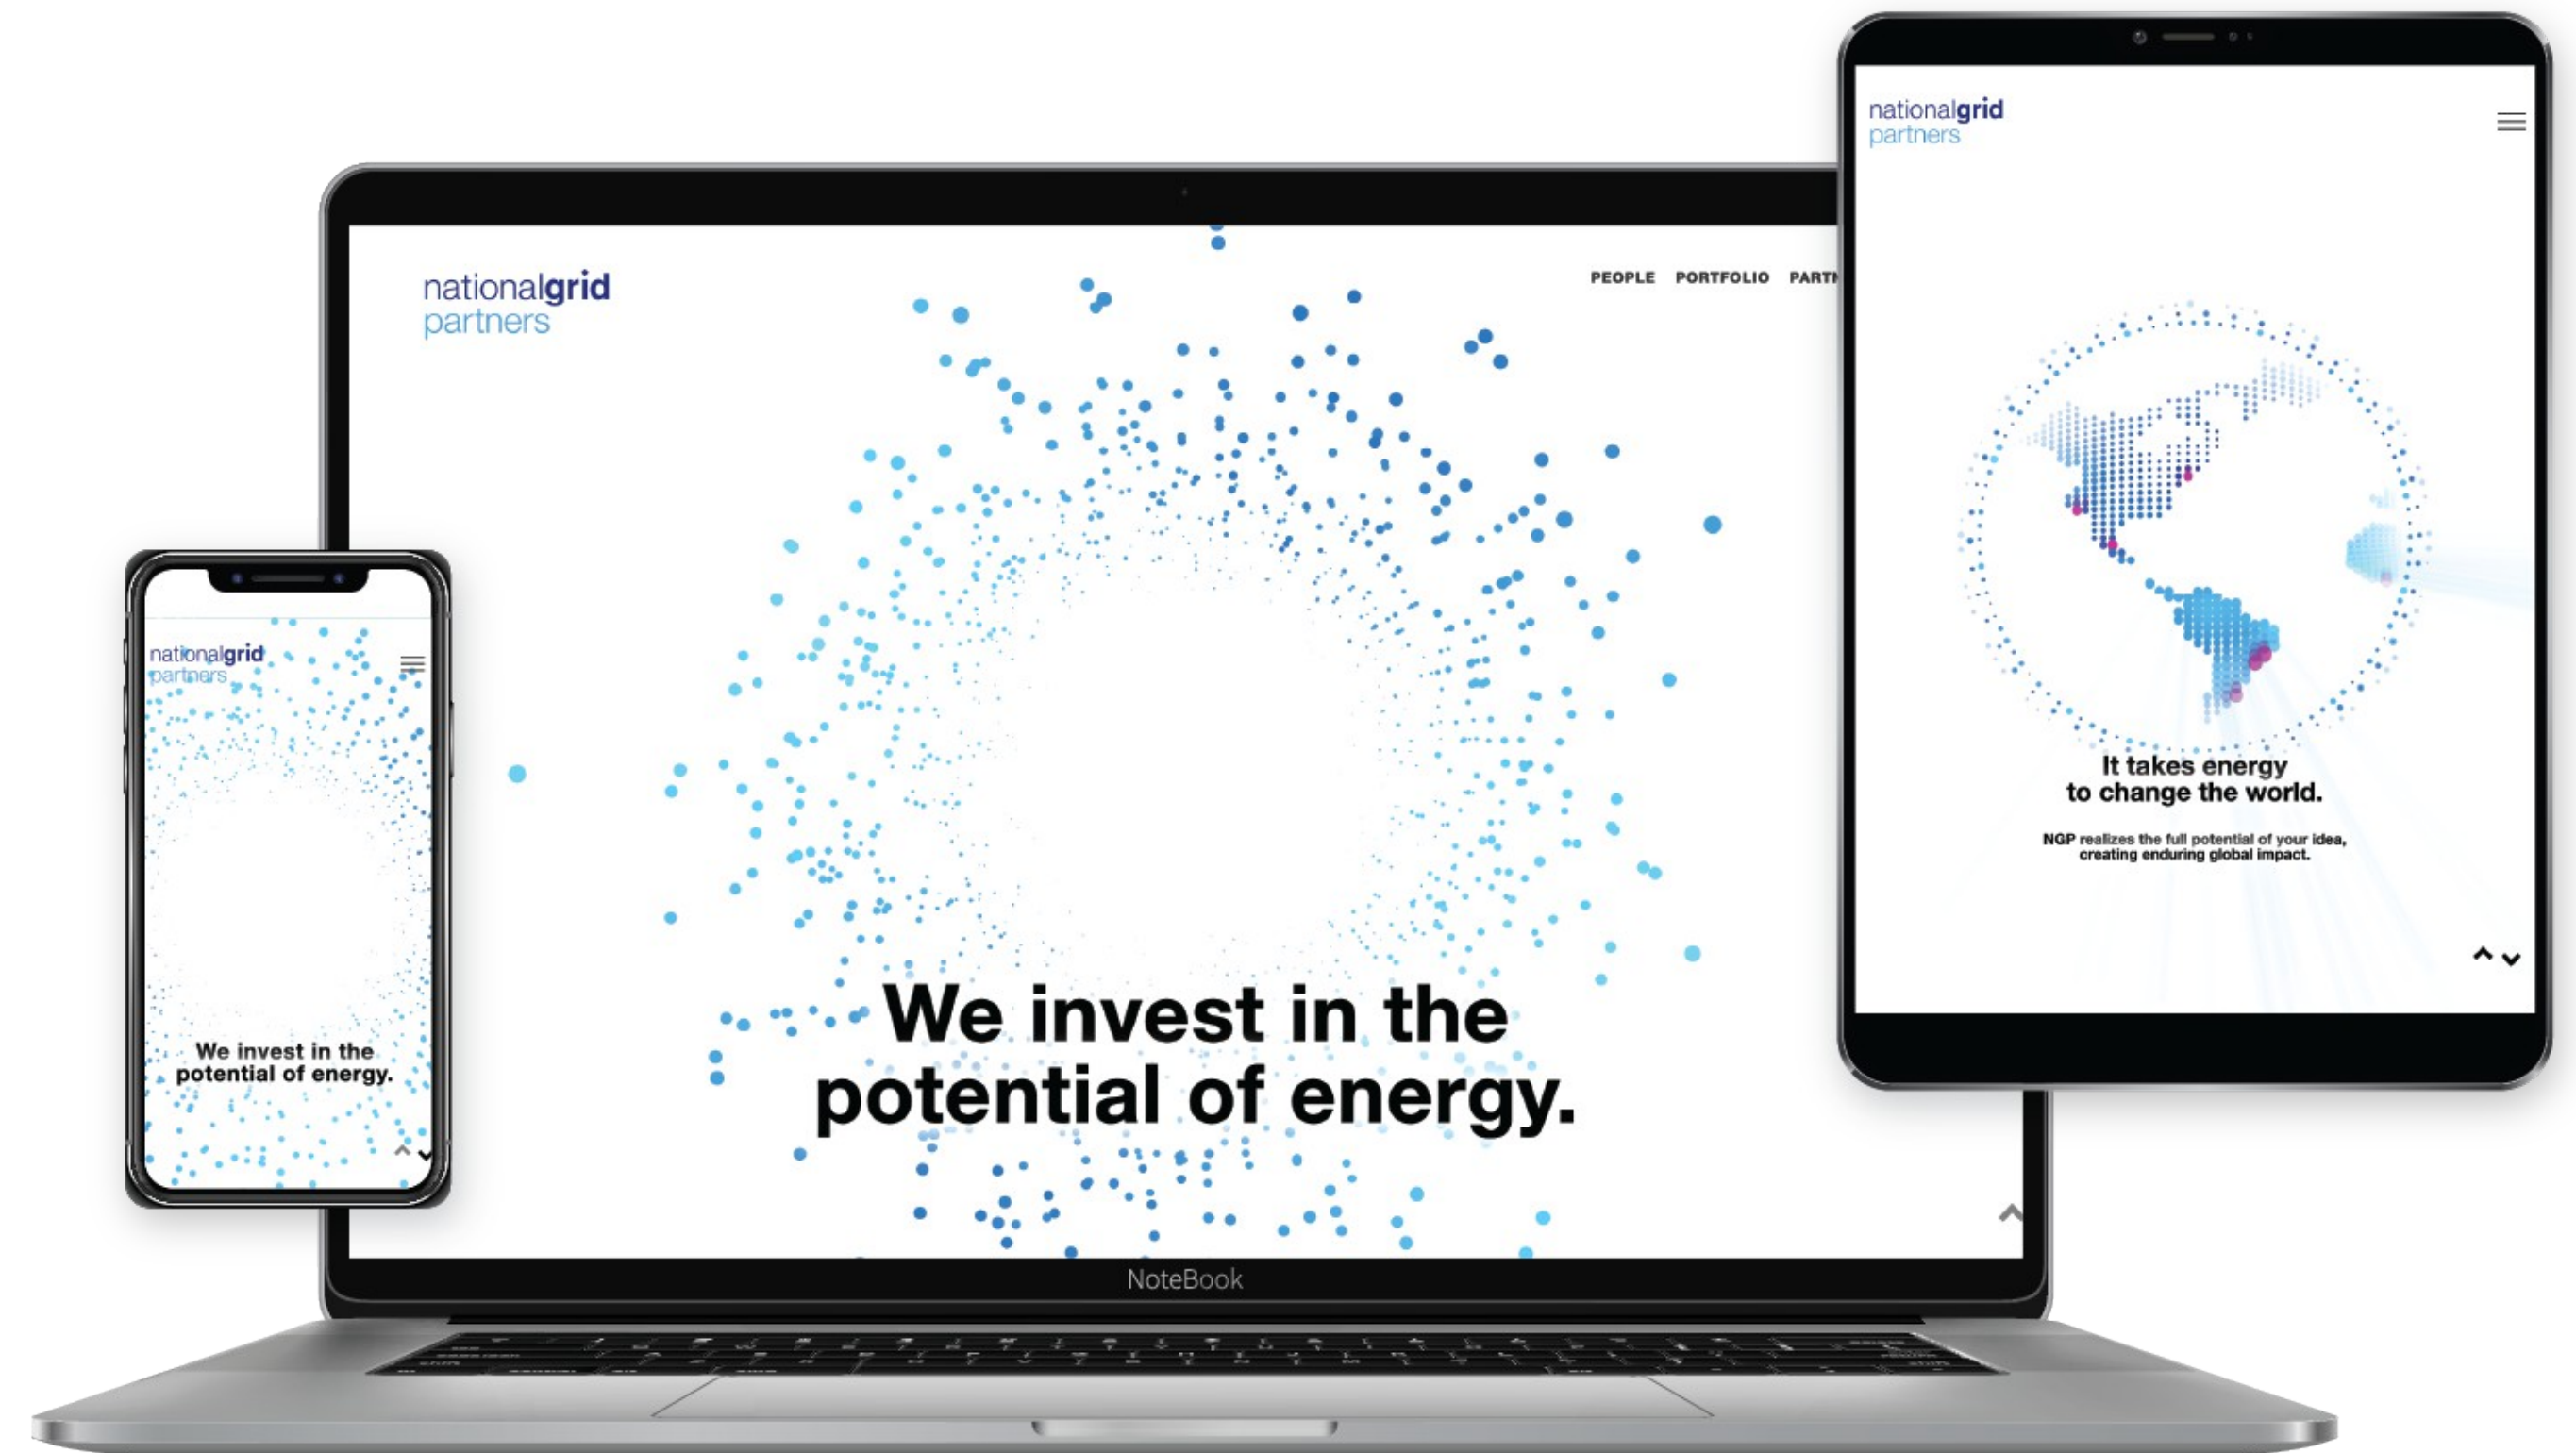 nationalgrid
partners
PEOPLE PORTFOLIO
We invest in the
potential of energy.
NoteBook
nationalgrid
partners
We invest in the
potential of energy.
nationalgrid
partners
It takes energy
to change the world.
NGP realizes the full potential of your idea,
creating enduring global impact.